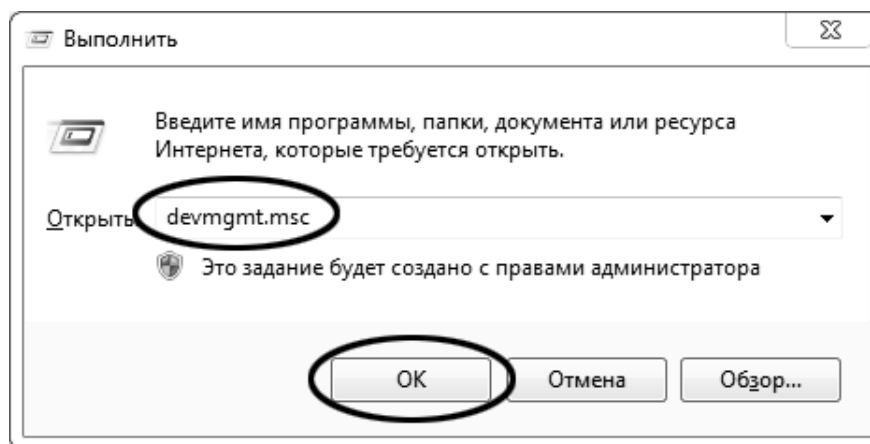 Выполнить
Введите имя программы, папки, документа или ресурса
Интернета, которые требуется открыть.
Открыть
devmgmt.msc
Это задание будет создано с правами администратора
ОК
Отмена
Обзор...